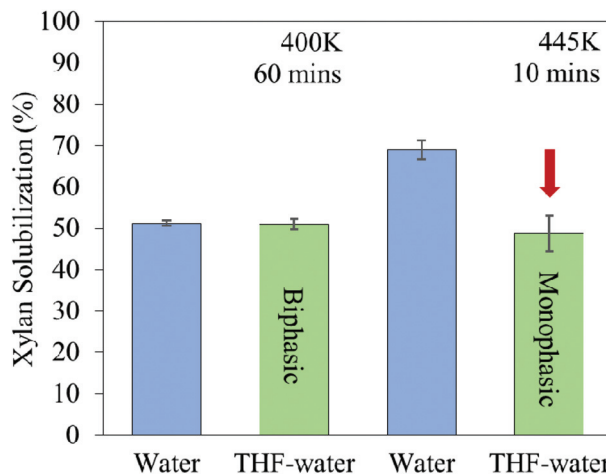 Xylan Solubilization (%)
100
90
80
70
60
50
40
30
20
10
0
400K
60 mins
445K
10 mins
Biphasic
Monophasic
Water
THF-water
Water
THF-water